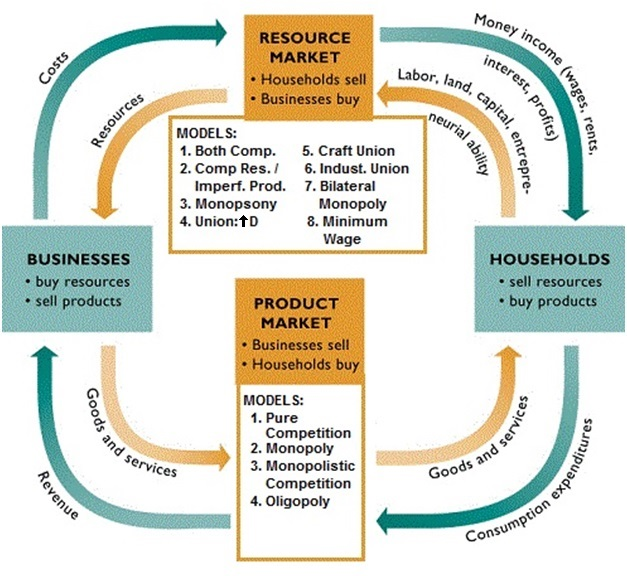 RESOURCE
MARKET
• Households sell
• Businesses buy
Costs
Resources
Money income (wages, rents,
interest, profits)
Labor, land, capital, entrepre-
neurial ability
MODELS:
1. Both Comp.
2. Comp Res. /
Imperf. Prod.
3. Monopsony
4. Union:↑D
5. Craft Union
6. Indust. Union
7. Bilateral
Monopoly
8. Minimum
Wage
BUSINESSES
• buy resources
• sell products
HOUSEHOLDS
• sell resources
• buy products
PRODUCT
MARKET
• Businesses sell
• Households buy
MODELS:
1. Pure
Competition
2. Monopoly
3. Monopolistic
Competition
4. Oligopoly
Goods and services
Revenue
Goods and services
Consumption expenditures